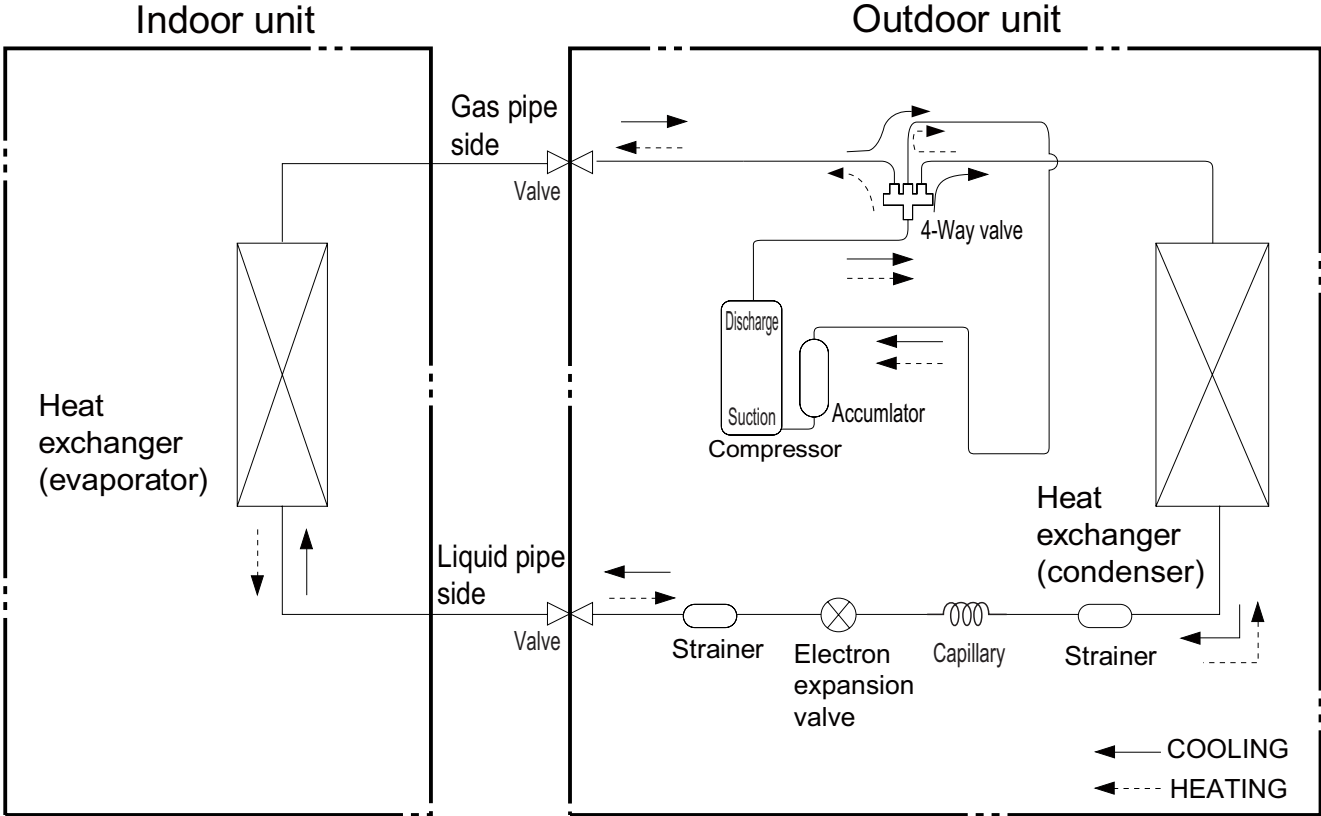 Indoor unit
Outdoor unit
Gas pipe
side
Valve
4-Way valve
Discharge
Suction
Compressor
Accumlator
Heat
exchanger
(evaporator)
Heat
exchanger
(condenser)
Liquid pipe
side
Valve
Strainer
Electron
expansion
valve
Capillary
Strainer
COOLING
HEATING